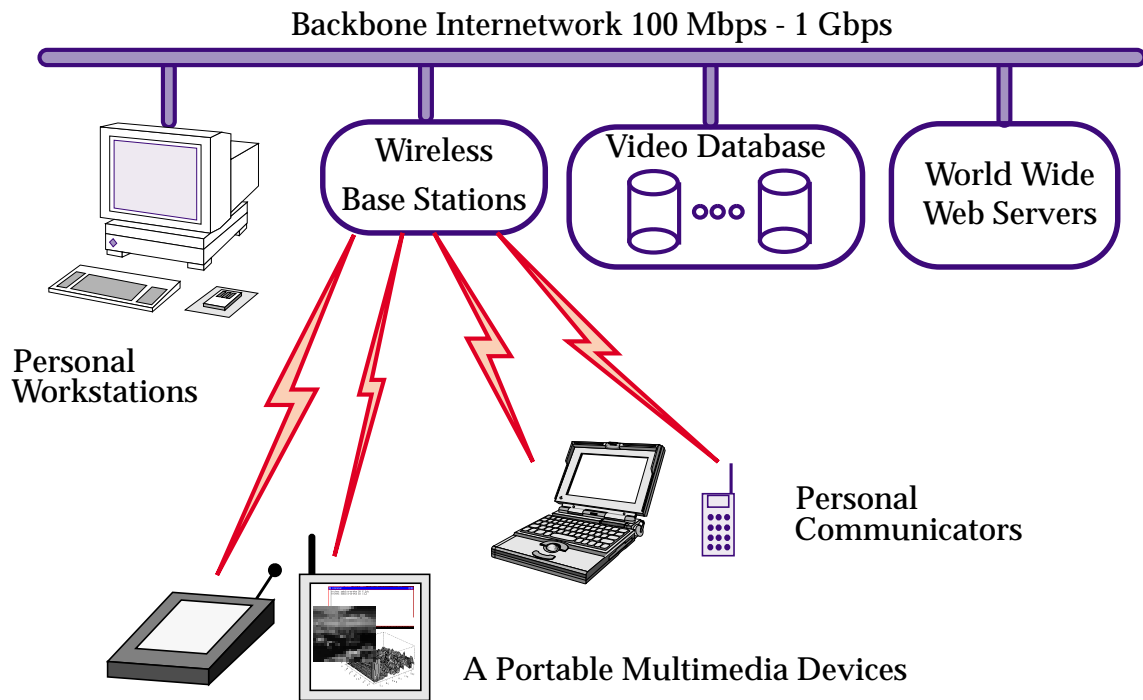 Backbone Internetwork 100 Mbps - 1 Gbps
Wireless
Base Stations
Video Database
World Wide
Web Servers
Personal
Workstations
Personal
Communicators
A Portable Multimedia Devices